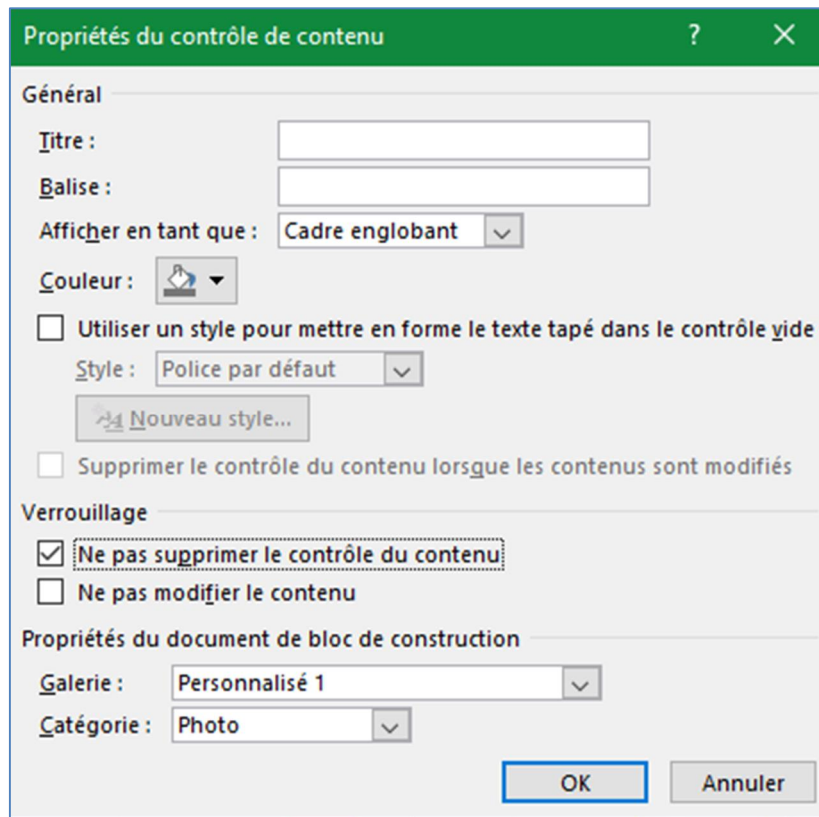 Propriétés du contrôle de contenu ?
Général
Titre :
Balise :
Afficher en tant que : Cadre englobant
Couleur :
Utiliser un style pour mettre en forme le texte tapé dans le contrôle vide
Style : Police par défaut
Nouveau style...
Supprimer le contrôle du contenu lorsque les contenus sont modifiés
Verrouillage
Ne pas supprimer le contrôle du contenu
Ne pas modifier le contenu
Propriétés du document de bloc de construction
Galerie : Personnalisé 1
Catégorie : Photo
OK Annuler